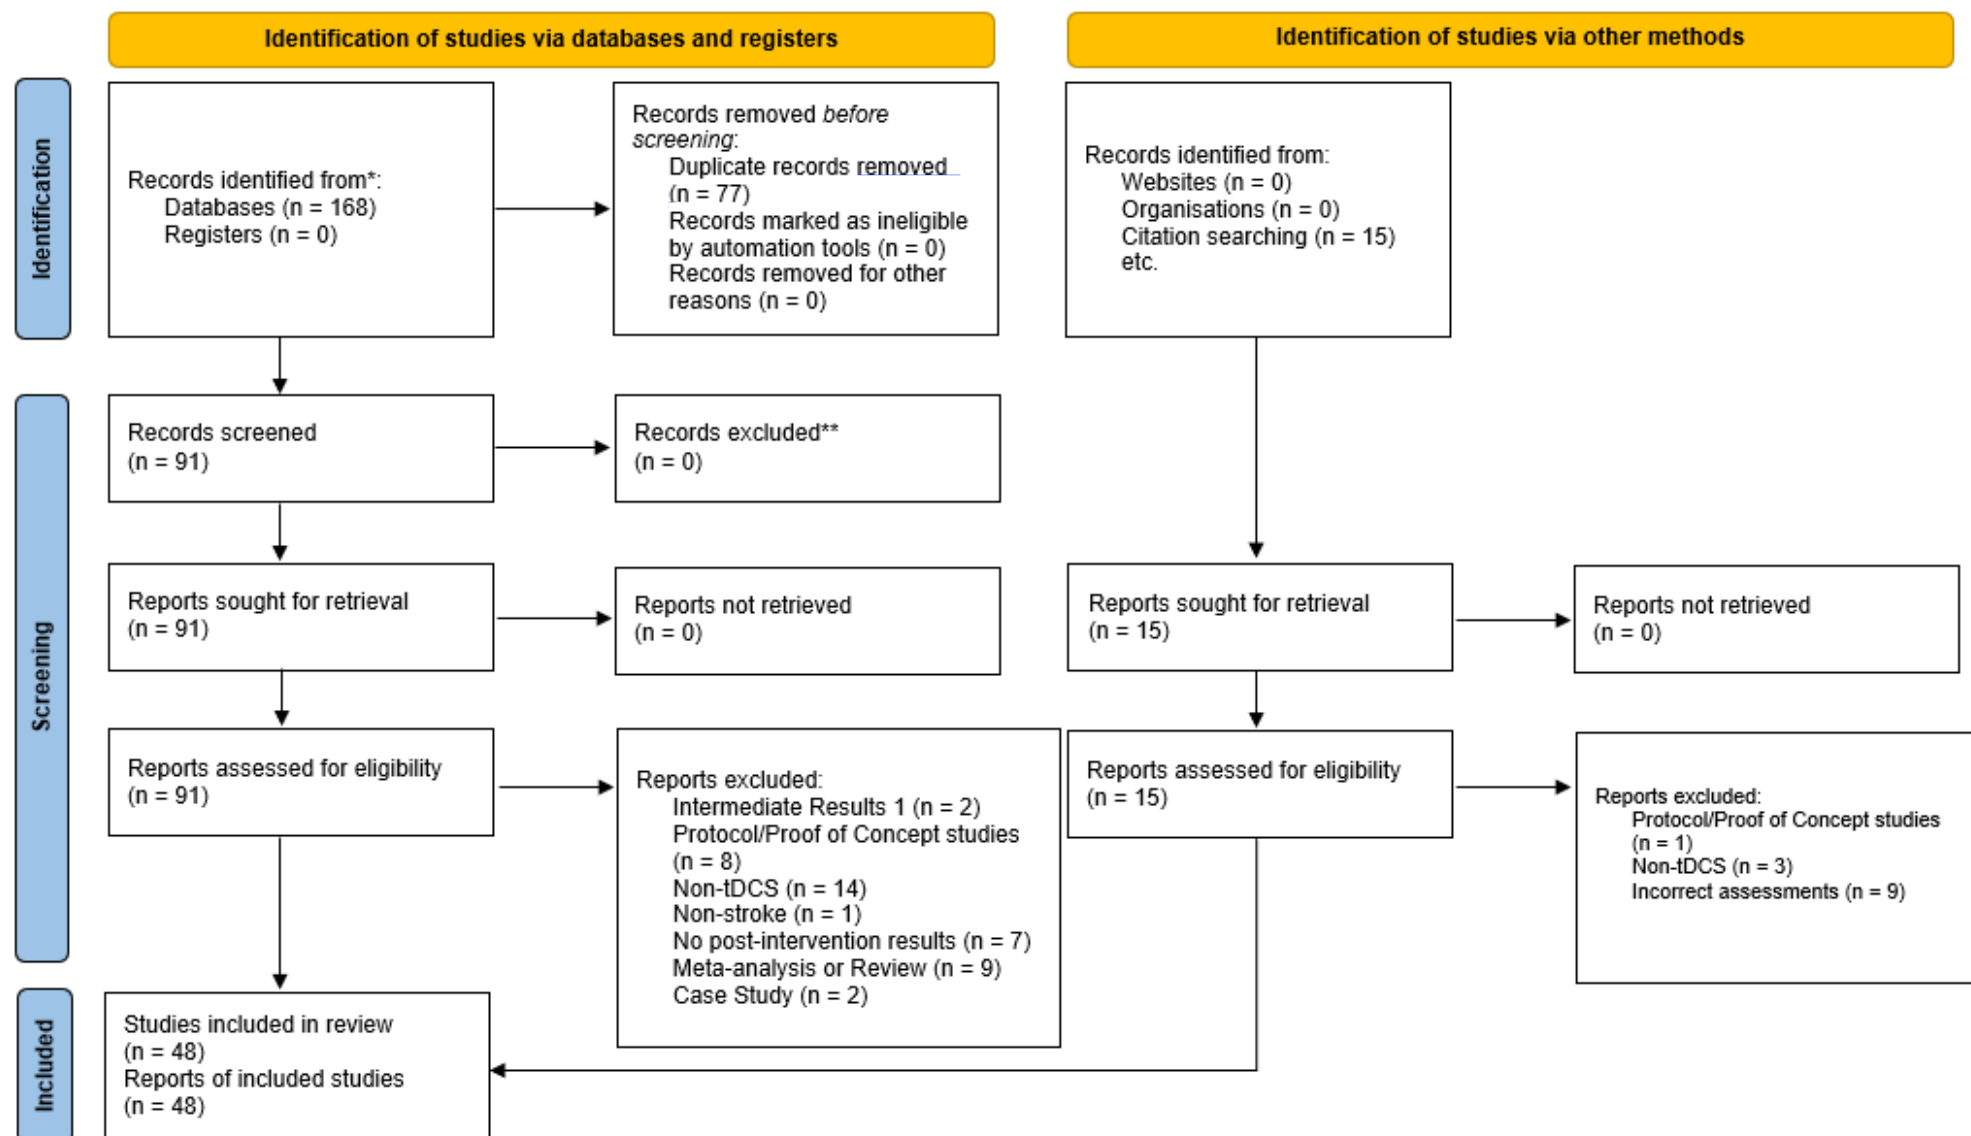 Identification of studies via databases and registers
Identification of studies via other methods
Identification
Records identified from*:
Databases (n = 168)
Registers (n = 0)
Records removed before
screening:
Duplicate records removed
(n = 77)
Records marked as ineligible
by automation tools (n = 0)
Records removed for other
reasons (n = 0)
Records identified from:
Websites (n = 0)
Organisations (n = 0)
Citation searching (n = 15)
etc.
Screening
Records screened
(n = 91)
Records excluded**
(n = 0)
Reports sought for retrieval
(n = 91)
Reports not retrieved
(n = 0)
Reports sought for retrieval
(n = 15)
Reports not retrieved
(n = 0)
Reports assessed for eligibility
(n = 91)
Reports excluded:
Intermediate Results 1 (n = 2)
Protocol/Proof of Concept studies
(n = 8)
Non-tDCS (n = 14)
Non-stroke (n = 1)
No post-intervention results (n = 7)
Meta-analysis or Review (n = 9)
Case Study (n = 2)
Reports assessed for eligibility
(n = 15)
Reports excluded:
Protocol/Proof of Concept studies
(n = 1)
Non-tDCS (n = 3)
Incorrect assessments (n = 9)
Included
Studies included in review
(n = 48)
Reports of included studies
(n = 48)